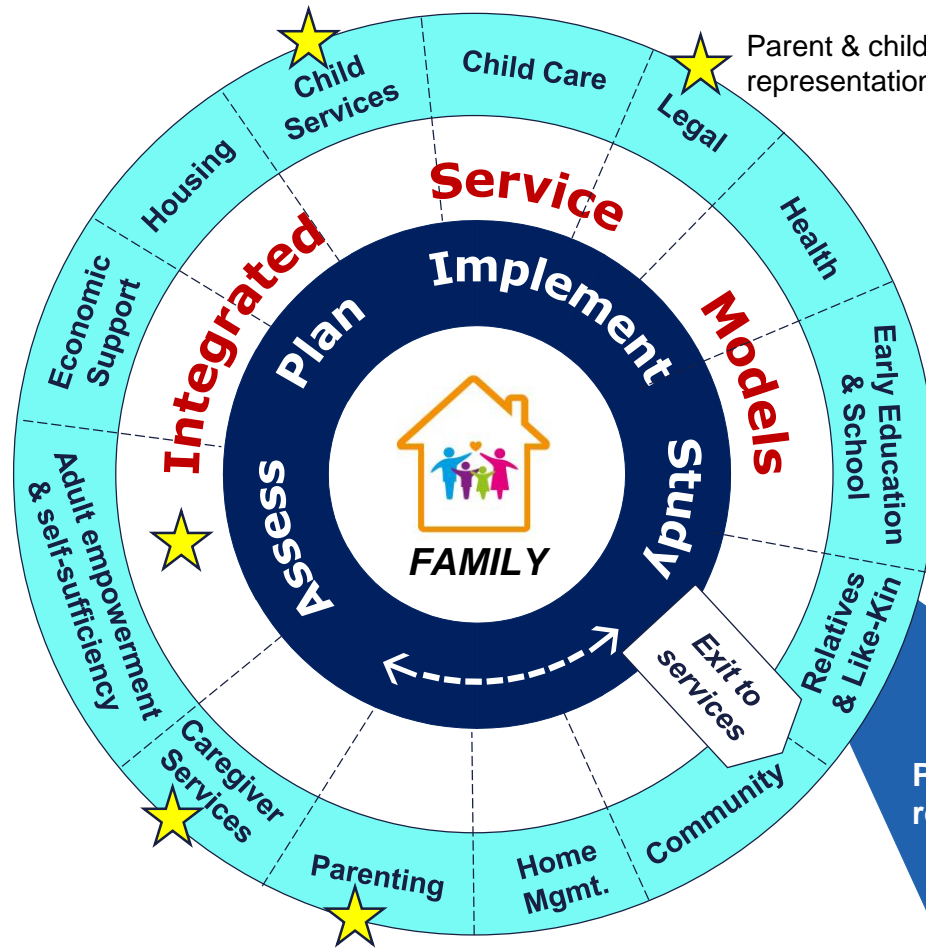 Parent & child
representation
Child
Services
Child Care
Legal
Health
Early Education
& School
Relatives
& Like-Kin
Community
Home
Mgmt.
Parenting
Caregiver
Services
Adult empowerment
& self-sufficiency
Economic
Support
Housing
Integrated Service Models
Assess Plan Implement Study
Exit to
services
FAMILY